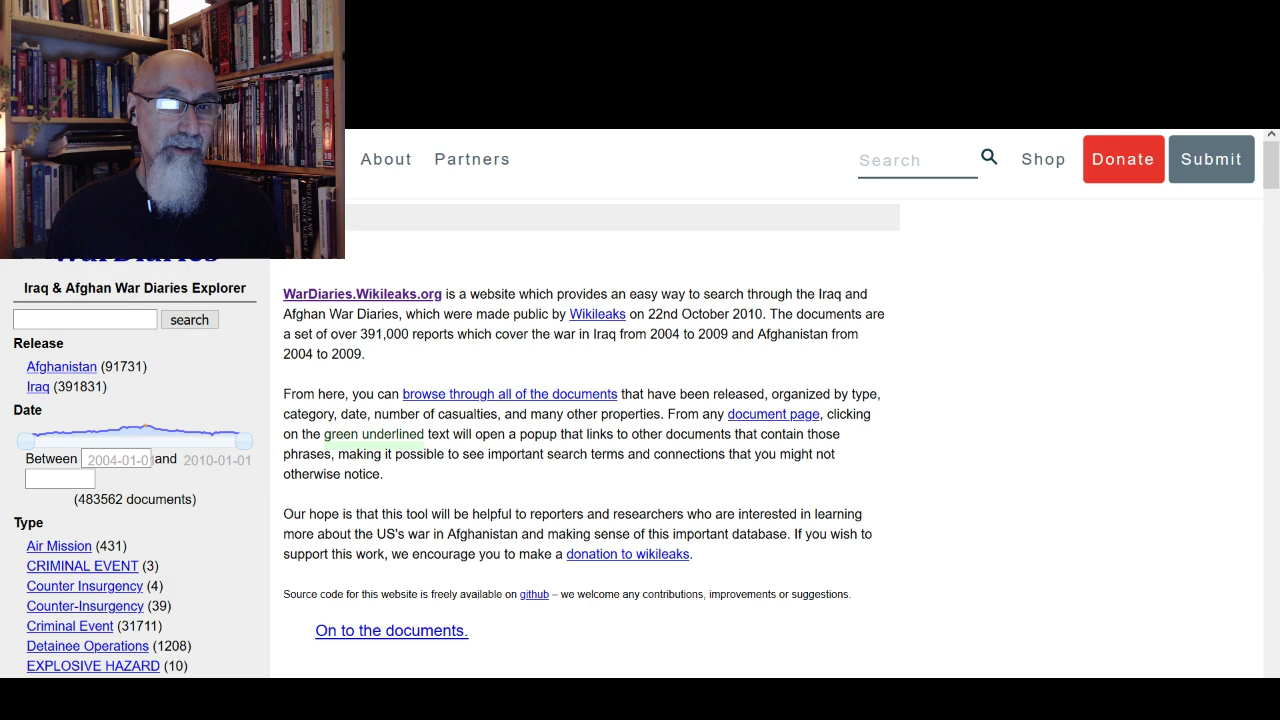 About Partners Search Shop Donate Submit
WarDiaries
Iraq & Afghan War Diaries Explorer
search
Release
Afghanistan (91731)
Iraq (391831)
Date
Between 2004-01-01 and 2010-01-01
(483562 documents)
Type
Air Mission (431)
CRIMINAL EVENT (3)
Counter Insurgency (4)
Counter-Insurgency (39)
Criminal Event (31711)
Detainee Operations (1208)
EXPLOSIVE HAZARD (10)
WarDiaries.Wikileaks.org is a website which provides an easy way to search through the Iraq and
Afghan War Diaries, which were made public by Wikileaks on 22nd October 2010. The documents are
a set of over 391,000 reports which cover the war in Iraq from 2004 to 2009 and Afghanistan from
2004 to 2009.
From here, you can browse through all of the documents that have been released, organized by type,
category, date, number of casualties, and many other properties. From any document page, clicking
on the green underlined text will open a popup that links to other documents that contain those
phrases, making it possible to see important search terms and connections that you might not
otherwise notice.
Our hope is that this tool will be helpful to reporters and researchers who are interested in learning
more about the US's war in Afghanistan and making sense of this important database. If you wish to
support this work, we encourage you to make a donation to wikileaks.
Source code for this website is freely available on github – we welcome any contributions, improvements or suggestions.
On to the documents.